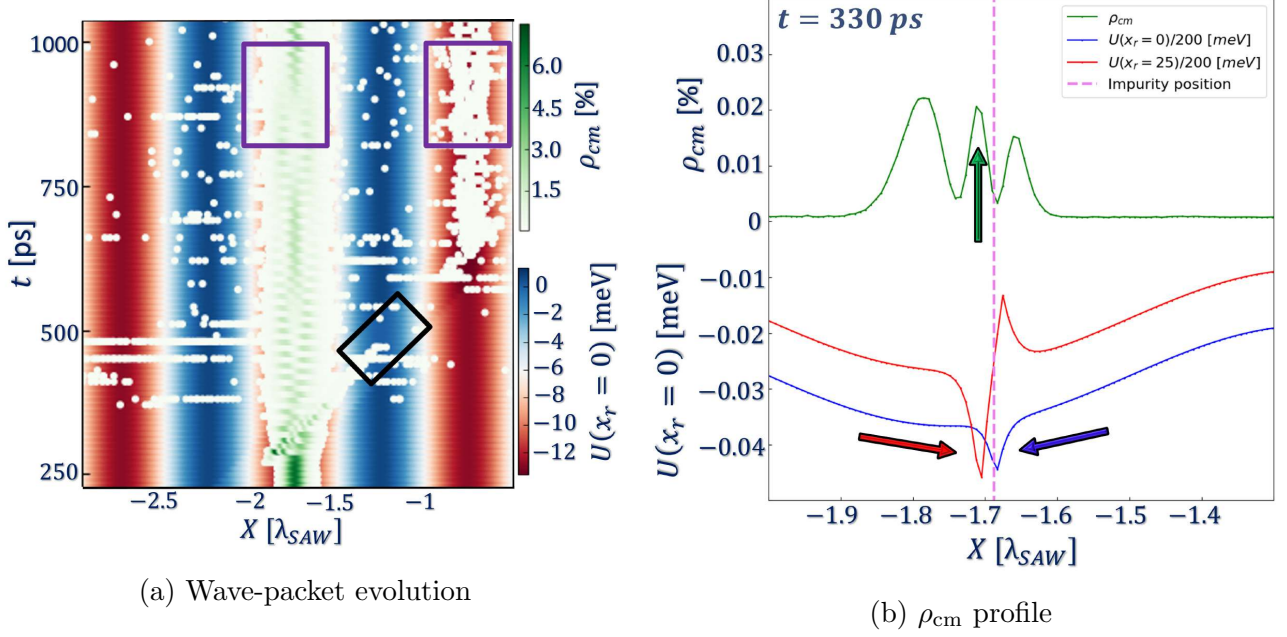 1000
750
500
250
t [ps]
−2.5
−2
−1.5
−1
X [λSAW]
6.0
4.5
3.0
1.5
ρcm [%]
0
−2
−4
−6
−8
−10
−12
U(xr = 0) [meV]
(a) Wave-packet evolution
t = 330 ps
ρcm
U(xr = 0)/200 [meV]
U(xr = 25)/200 [meV]
Impurity position
0.03
0.02
0.01
0
−0.01
−0.02
−0.03
−0.04
ρcm [%]
U(xr = 0) [meV]
−1.9
−1.8
−1.7
−1.6
−1.5
−1.4
X [λSAW]
(b) ρcm profile